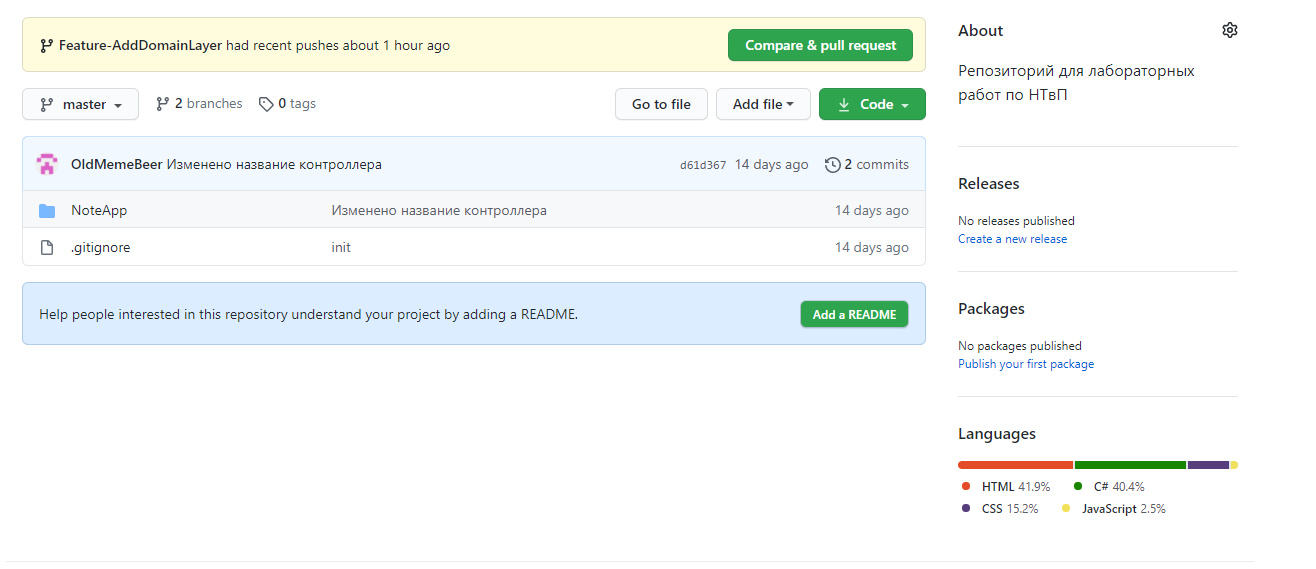 Feature-AddDomainLayer had recent pushes about 1 hour ago
Compare & pull request
master
2 branches
0 tags
Go to file
Add file
Code
OldMemeBeer Изменено название контроллера
d61d367 14 days ago
2 commits
NoteApp
Изменено название контроллера
14 days ago
.gitignore
init
14 days ago
Help people interested in this repository understand your project by adding a README.
Add a README
About
Репозиторий для лабораторных
работ по НТвП
Releases
No releases published
Create a new release
Packages
No packages published
Publish your first package
Languages
HTML 41.9%
C# 40.4%
CSS 15.2%
JavaScript 2.5%